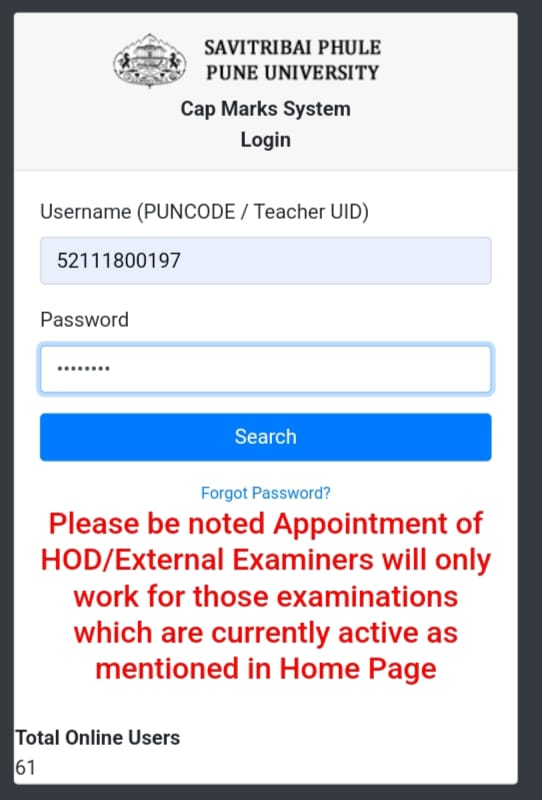 SAVITRIBAI PHULE
PUNE UNIVERSITY
Cap Marks System
Login
Username (PUNCODE / Teacher UID)
52111800197
Password
••••••••
Search
Forgot Password?
Please be noted Appointment of
HOD/External Examiners will only
work for those examinations
which are currently active as
mentioned in Home Page
Total Online Users
61